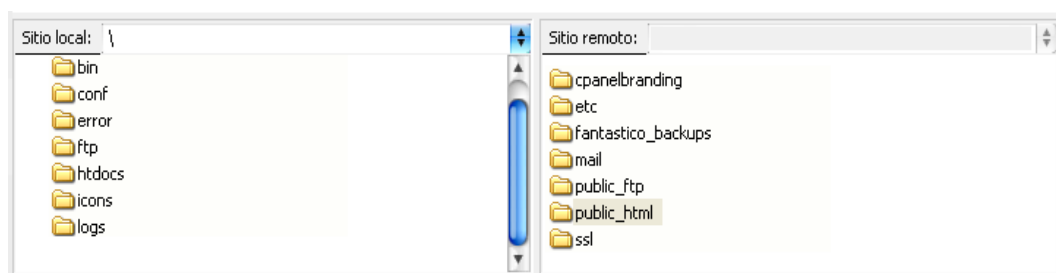 Sitio local: \
bin
conf
error
ftp
htdocs
icons
logs
Sitio remoto:
cpanelbranding
etc
fantastico_backups
mail
public_ftp
public_html
ssl